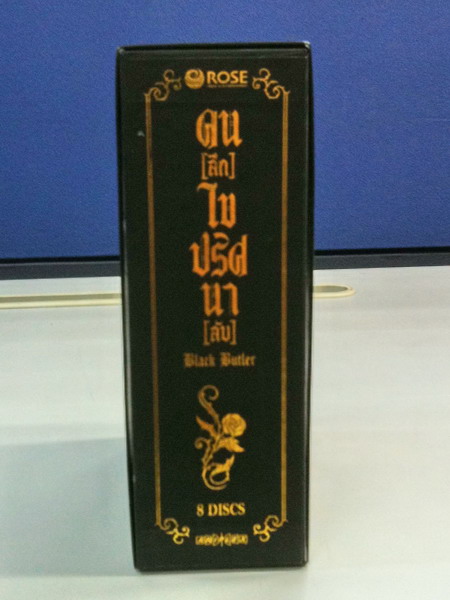 ROSE
คน
[ลึก]
ไข
ปริศ
นา
[ลับ]
Black Butler
8 DISCS